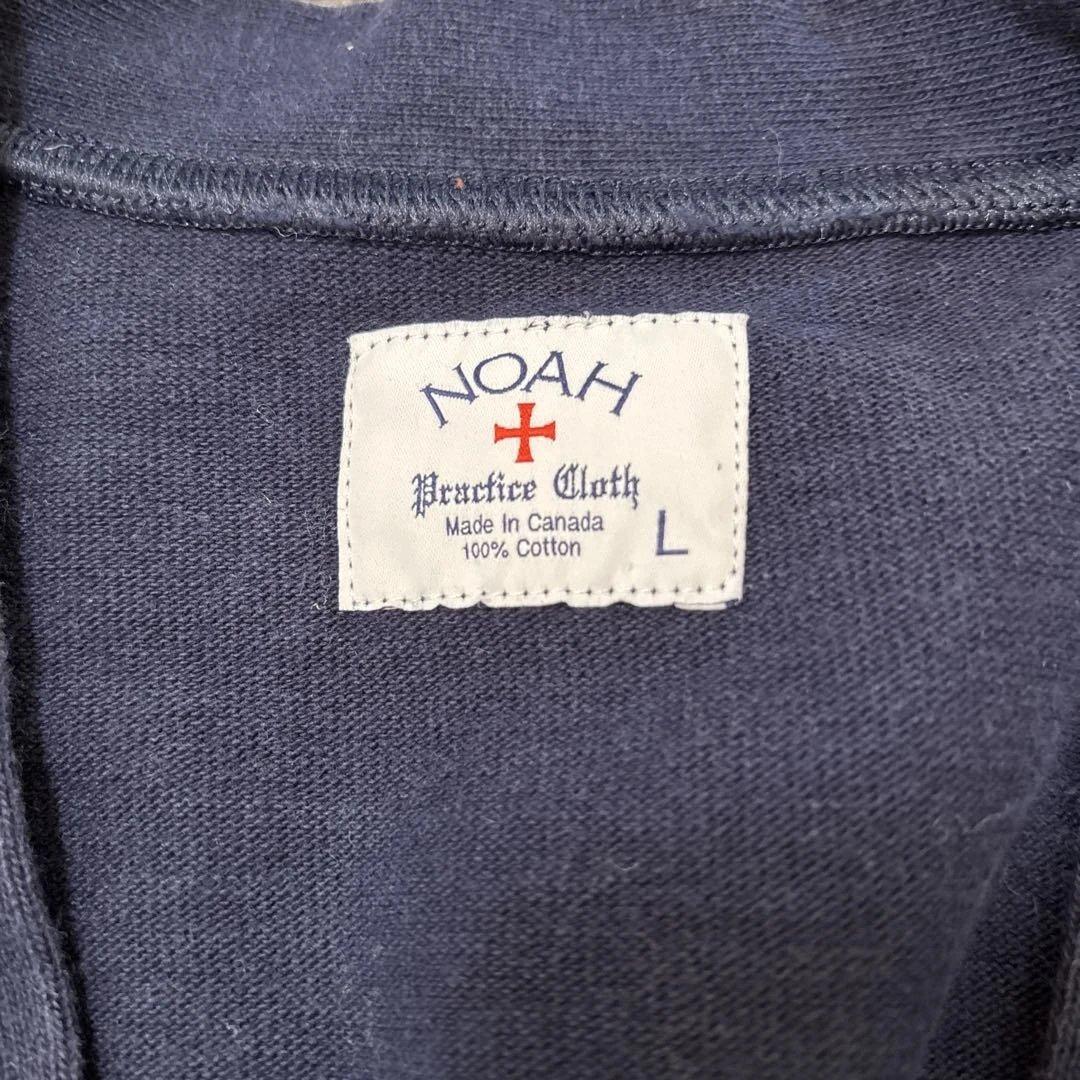 NOAH
Practice Cloth
Made In Canada
100% Cotton
L